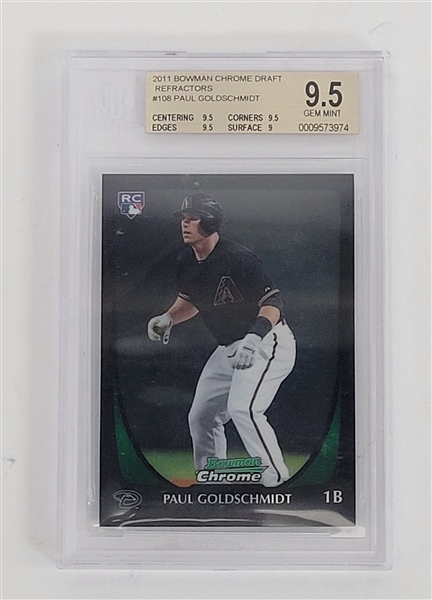 2011 BOWMAN CHROME DRAFT
REFRACTORS
#108 PAUL GOLDSCHMIDT
CENTERING 9.5 CORNERS 9.5
EDGES 9.5 SURFACE 9
9.5
GEM MINT
0009573974
RC
A
Bowman
Chrome
PAUL GOLDSCHMIDT 1B